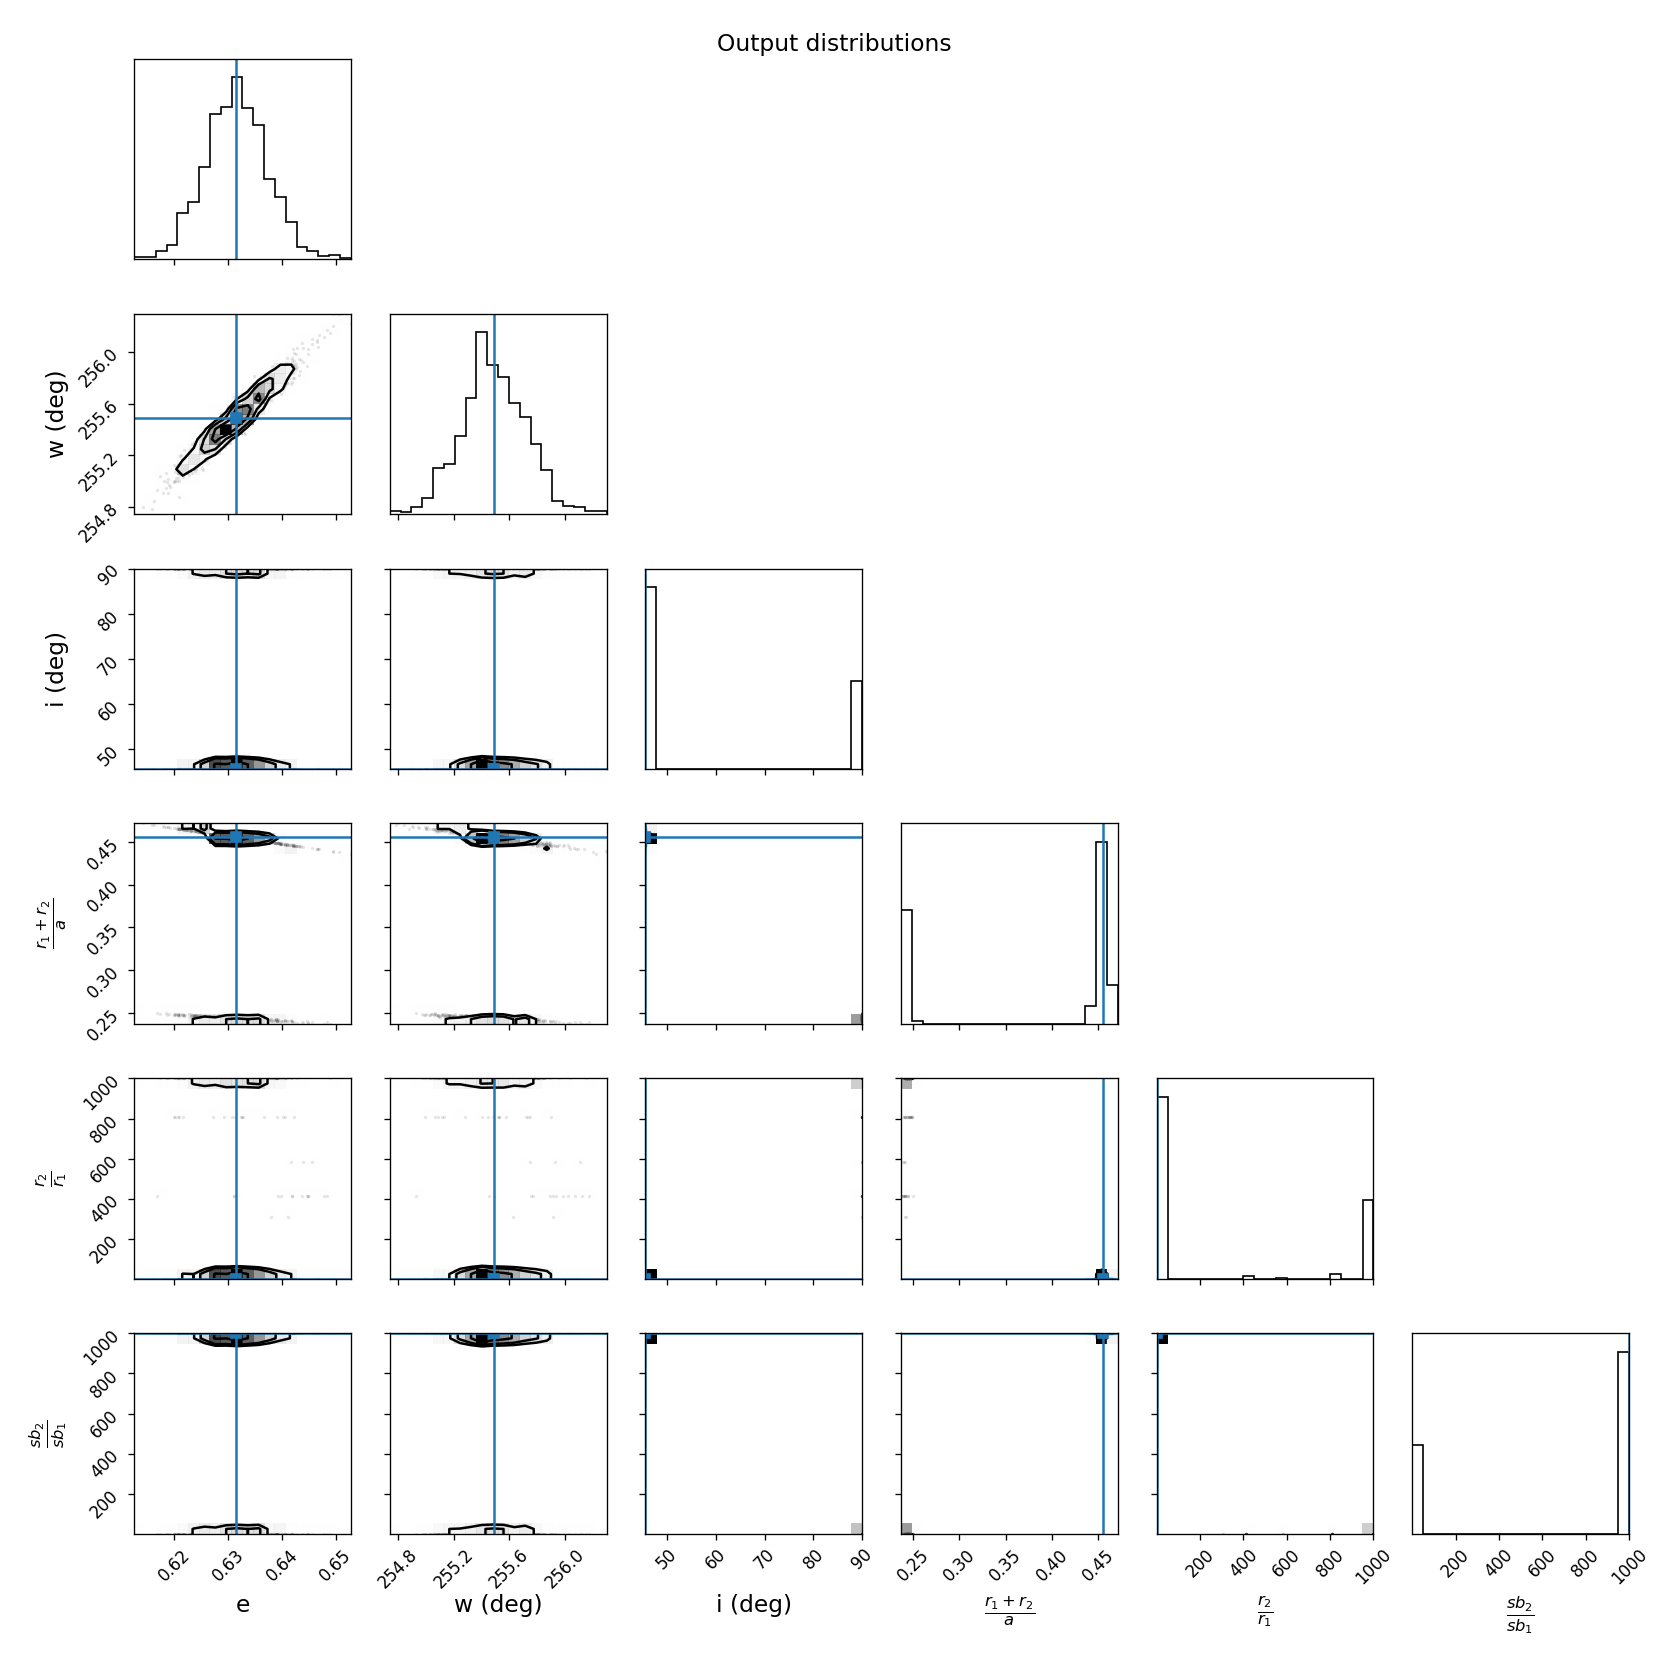 Output distributions
w (deg)
256.0
255.6
255.2
254.8
i (deg)
90
80
70
60
50
r₁ + r₂
a
0.45
0.40
0.35
0.30
0.25
r₂
r₁
1000
800
600
400
200
sb₂
sb₁
1000
800
600
400
200
0.62 0.63 0.64 0.65
254.8 255.2 255.6 256.0
50 60 70 80 90
0.25 0.30 0.35 0.40 0.45
200 400 600 800 1000
200 400 600 800 1000
e
w (deg)
i (deg)
r₁ + r₂
a
r₂
r₁
sb₂
sb₁